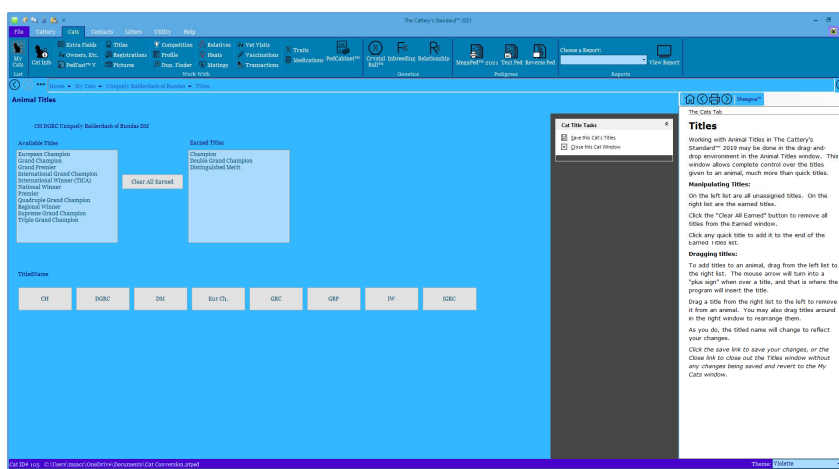 The Cattery's Standard™ 2021
File Cattery Cats Contacts Litters Utility Help
My Cats
Cat Info
Extra Fields
Owners, Etc.
PedFast™ V
Titles
Registrations
Pictures
Competition
Profile
Dup. Finder
Relatives
Heats
Matings
Vet Visits
Vaccinations
Transactions
Traits
Medications
PedCabinet™
Crystal Ball™
Inbreeding
Relationship
MegaPed™ 2021
Text Ped
Reverse Ped
Choose a Report:
View Report
List
Work With
Genetics
Pedigrees
Reports
Home
My Cats
Uniquely Balderdash of Bundas
Titles
Animal Titles
CH DGRC Uniquely Balderdash of Bundas DM
Available Titles
European Champion
Grand Champion
Grand Premier
International Grand Champion
International Winner (TICA)
National Winner
Premier
Quadruple Grand Champion
Regional Winner
Supreme Grand Champion
Triple Grand Champion
Clear All Earned
Earned Titles
Champion
Double Grand Champion
Distinguished Merit
TitledName
CH
DGRC
DM
Eur Ch.
GRC
GRP
IW
IGRC
Cat Title Tasks
Save this Cat's Titles
Close this Cat Window
Sheegwa™
The Cats Tab
Titles
Working with Animal Titles in The Cattery's
Standard™ 2019 may be done in the drag-and-
drop environment in the Animal Titles window. This
window allows complete control over the titles
given to an animal, much more than quick titles.
Manipulating Titles:
On the left list are all unassigned titles. On the
right list are the earned titles.
Click the "Clear All Earned" button to remove all
titles from the Earned window.
Click any quick title to add it to the end of the
Earned Titles list.
Dragging titles:
To add titles to an animal, drag from the left list to
the right list. The mouse arrow will turn into a
"plus sign" when over a title, and that is where the
program will insert the title.
Drag a title from the right list to the left to remove
it from an animal. You may also drag titles around
in the right window to rearrange them.
As you do, the titled name will change to reflect
your changes.
Click the save link to save your changes, or the
Close link to close out the Titles window without
any changes being saved and revert to the My
Cats window.
Cat ID# 105 C:\Users\msacc\OneDrive\Documents\Cat Conversion.ptped
Theme: Violette